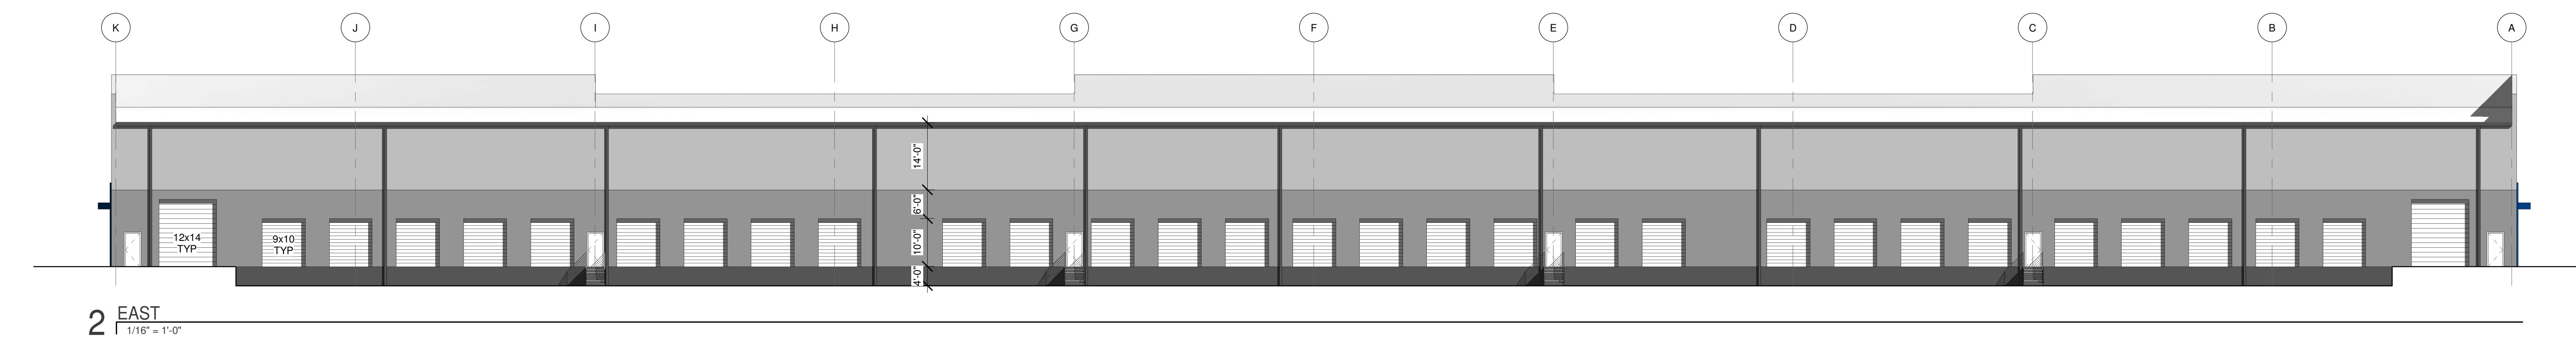 K J I H G F E D C B A
14'-0"
6'-0"
10'-0"
4'-0"
12x14
TYP
9x10
TYP
2 EAST
1/16" = 1'-0"